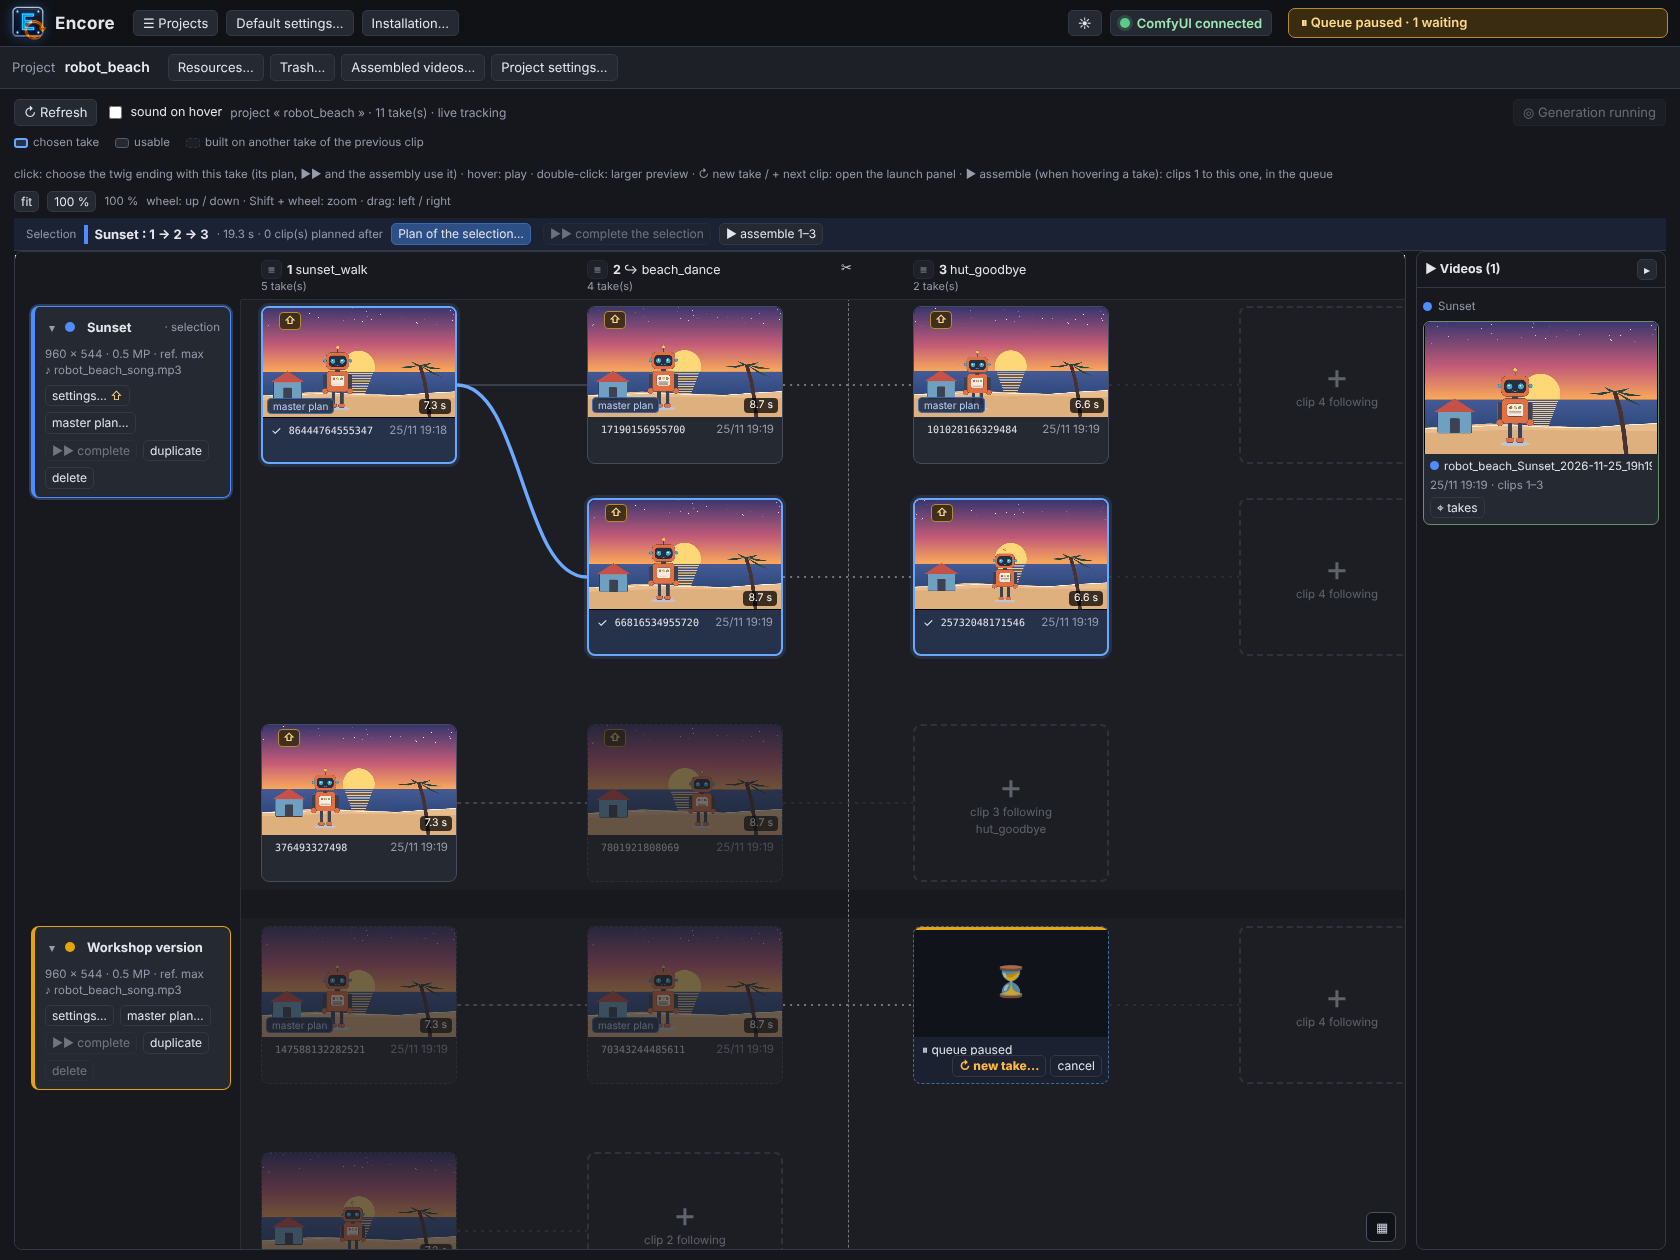 Encore
☰ Projects
Default settings...
Installation...
ComfyUI connected
Queue paused · 1 waiting
Project robot_beach
Resources...
Trash...
Assembled videos...
Project settings...
↻ Refresh
sound on hover
project « robot_beach » · 11 take(s) · live tracking
◎ Generation running
chosen take
usable
built on another take of the previous clip
click: choose the twig ending with this take (its plan, ▶▶ and the assembly use it) · hover: play · double-click: larger preview · ↻ new take / + next clip: open the launch panel · ▶ assemble (when hovering a take): clips 1 to this one, in the queue
fit
100 %
100 %
wheel: up / down · Shift + wheel: zoom · drag: left / right
Selection
Sunset : 1 → 2 → 3
· 19.3 s · 0 clip(s) planned after
Plan of the selection...
▶▶ complete the selection
▶ assemble 1–3
1 sunset_walk
5 take(s)
2 ↪ beach_dance
4 take(s)
3 hut_goodbye
2 take(s)
▶ Videos (1)
Sunset
· selection
960 × 544 · 0.5 MP · ref. max
♪ robot_beach_song.mp3
settings...
master plan...
▶▶ complete
duplicate
delete
master plan
7.3 s
✓ 86444764555347
25/11 19:18
master plan
8.7 s
17190156955700
25/11 19:19
master plan
6.6 s
101028166329484
25/11 19:19
+
clip 4 following
8.7 s
✓ 66816534955720
25/11 19:19
6.6 s
✓ 25732048171546
25/11 19:19
+
clip 4 following
7.3 s
376493327498
25/11 19:19
8.7 s
7801921808069
25/11 19:19
+
clip 3 following
hut_goodbye
Workshop version
960 × 544 · 0.5 MP · ref. max
♪ robot_beach_song.mp3
settings...
master plan...
▶▶ complete
duplicate
delete
master plan
7.3 s
147588132282521
25/11 19:19
master plan
8.7 s
70343244485611
25/11 19:19
queue paused
↻ new take...
cancel
+
clip 4 following
+
clip 2 following
Sunset
robot_beach_Sunset_2026-11-25_19h19
25/11 19:19 · clips 1–3
takes